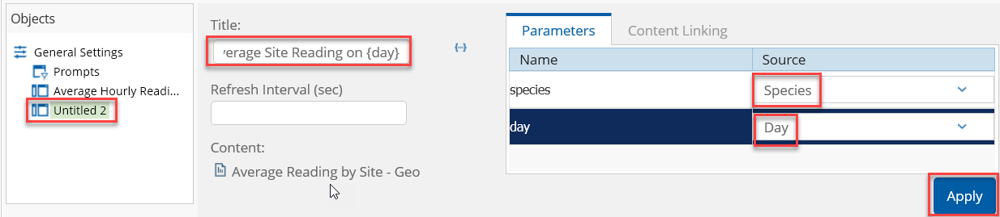 Objects
General Settings
Prompts
Average Hourly Readi...
Untitled 2
Title:
verage Site Reading on {day}
Refresh Interval (sec)
Content:
Average Reading by Site - Geo
Parameters
Content Linking
Name Source
species Species
day Day
Apply